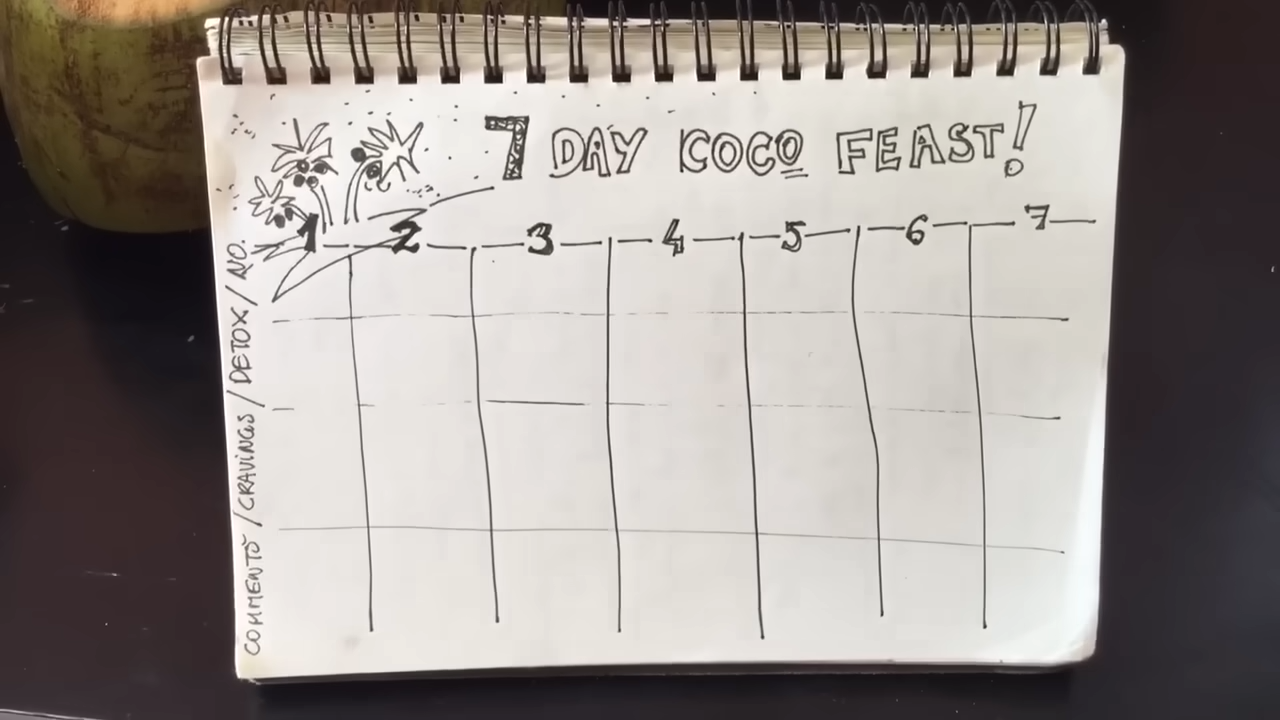 7 DAY COCO FEAST!
1 2 3 4 5 6 7
COMMENTS / CRAVINGS / DETOX / NO.